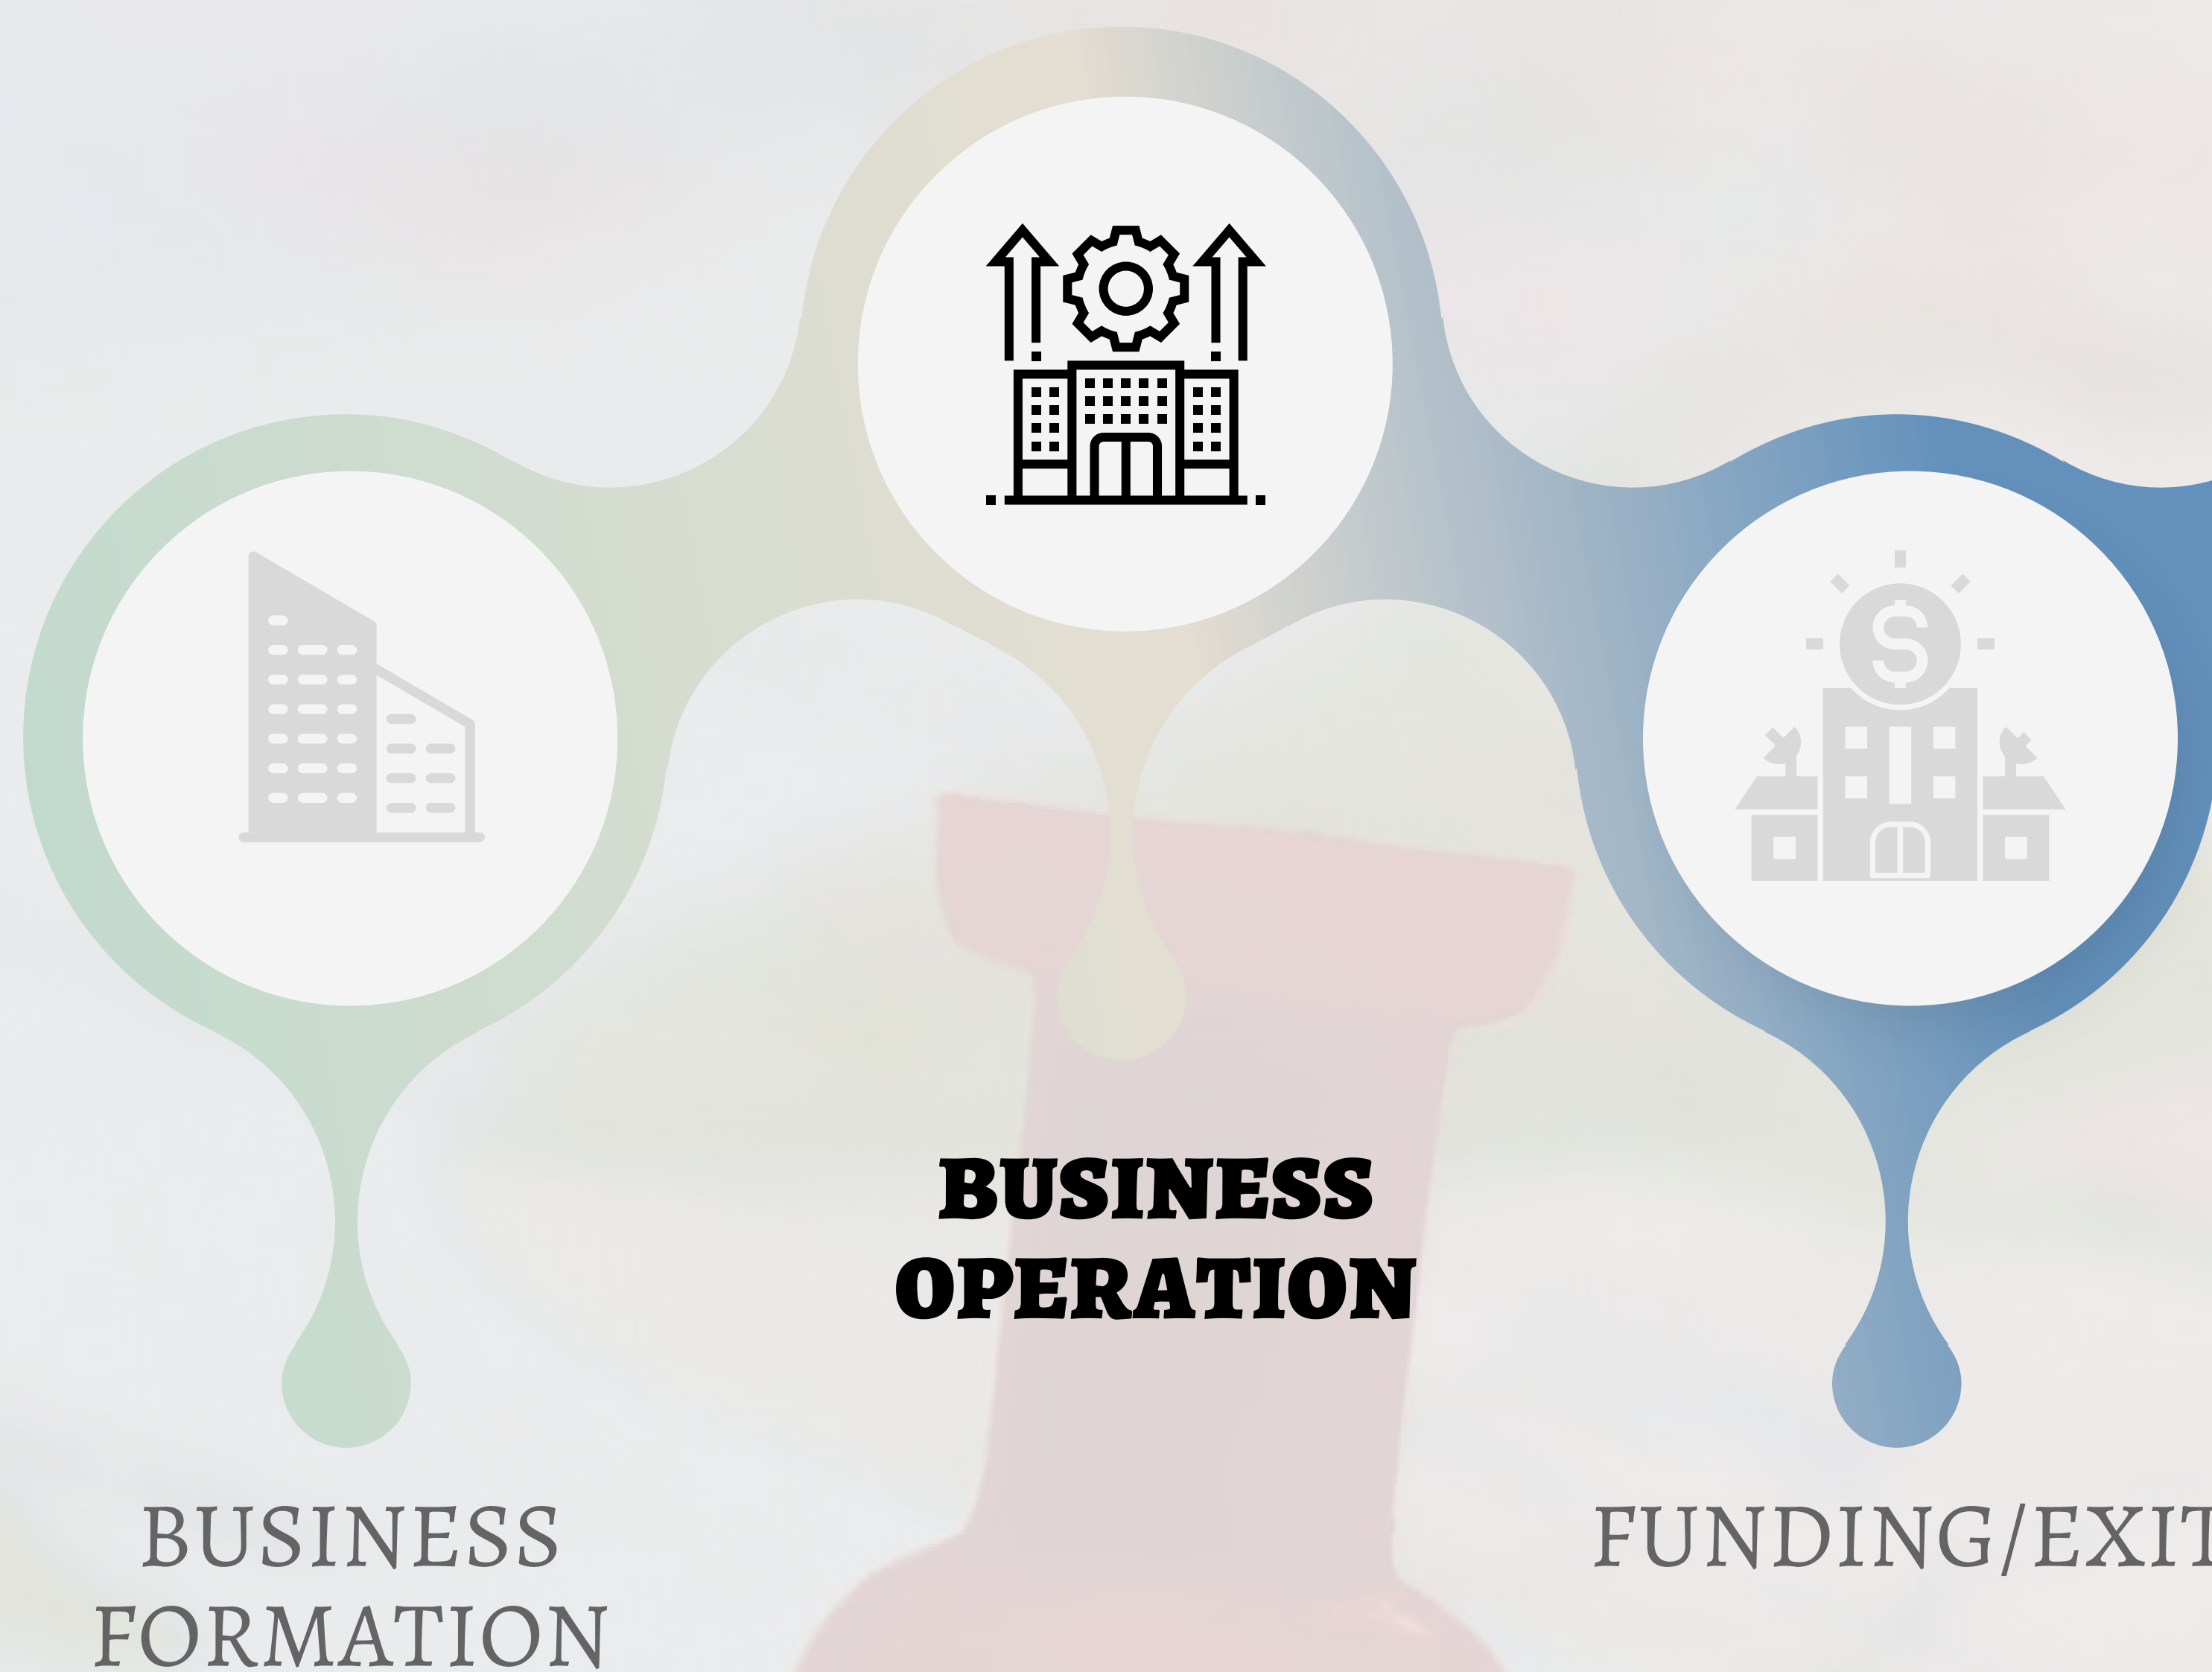 BUSINESS
OPERATION
BUSINESS
FORMATION
FUNDING/EXIT
$